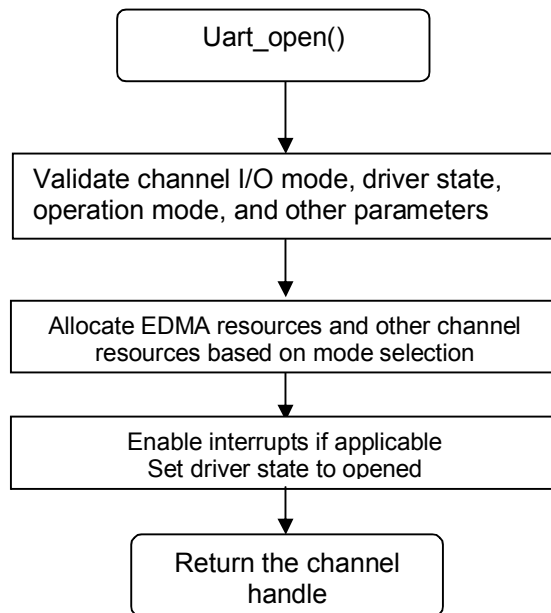 Uart_open()
Validate channel I/O mode, driver state,
operation mode, and other parameters
Allocate EDMA resources and other channel
resources based on mode selection
Enable interrupts if applicable
Set driver state to opened
Return the channel
handle